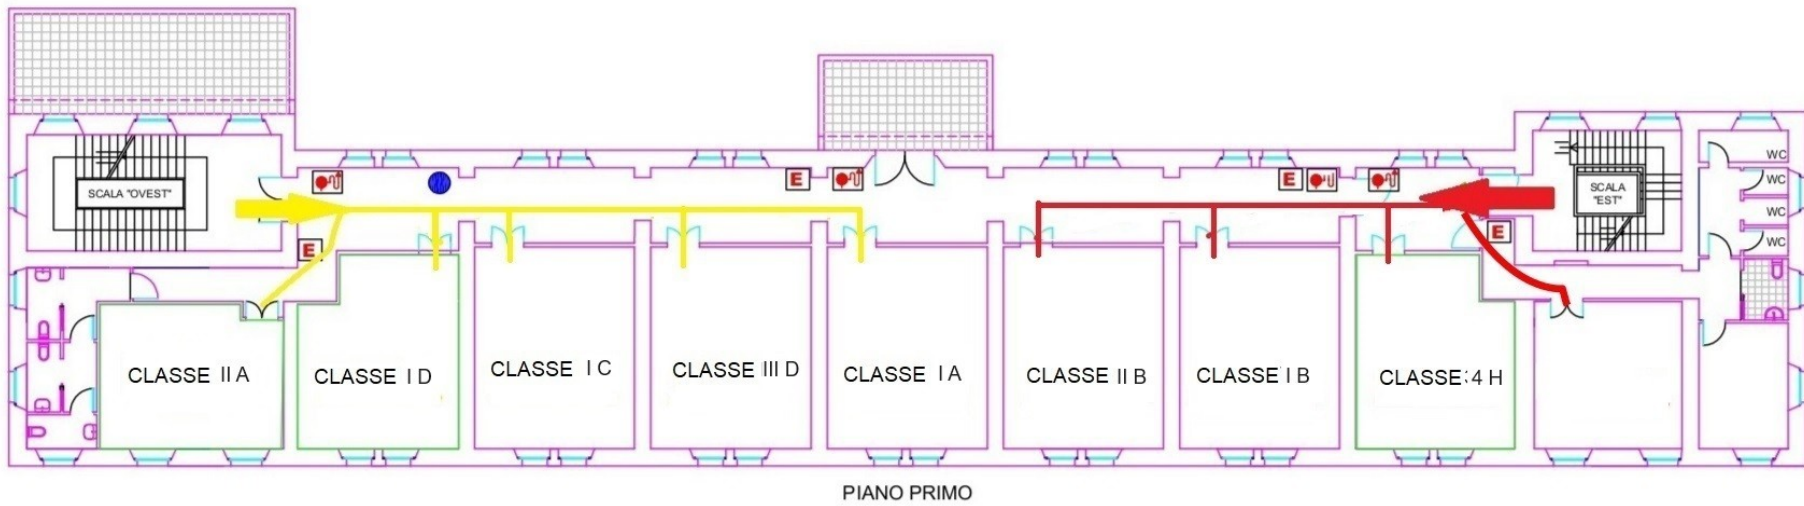 SCALA "OVEST"
E
E
E
E
SCALA
"EST"
WC
WC
WC
WC
CLASSE II A
CLASSE I D
CLASSE I C
CLASSE III D
CLASSE I A
CLASSE II B
CLASSE I B
CLASSE: 4 H
PIANO PRIMO